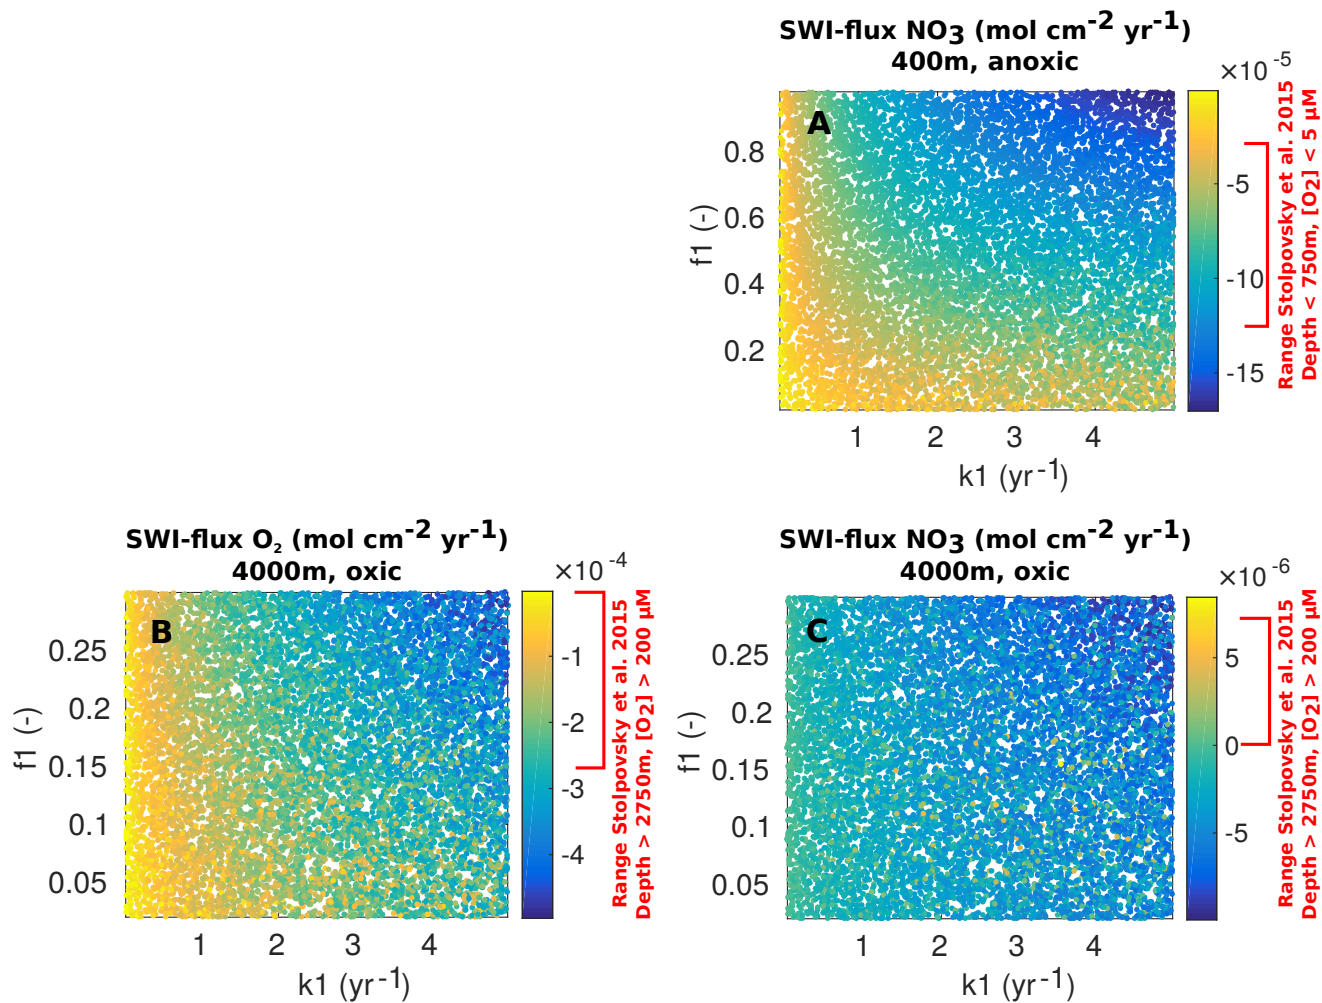 SWI-flux NO3 (mol cm-2 yr-1)
400m, anoxic
×10 -5
A
0.8
0.6
0.4
0.2
f1 (-)
1 2 3 4
k1 (yr-1)
-5
-10
-15
Range Stolpovsky et al. 2015
Depth < 750m, [O2] < 5 µM
SWI-flux O2 (mol cm-2 yr-1)
4000m, oxic
×10 -4
B
0.25
0.2
0.15
0.1
0.05
f1 (-)
1 2 3 4
k1 (yr-1)
-1
-2
-3
-4
Range Stolpovsky et al. 2015
Depth > 2750m, [O2] > 200 µM
SWI-flux NO3 (mol cm-2 yr-1)
4000m, oxic
×10 -6
C
0.25
0.2
0.15
0.1
0.05
f1 (-)
1 2 3 4
k1 (yr-1)
5
0
-5
Range Stolpovsky et al. 2015
Depth > 2750m, [O2] > 200 µM